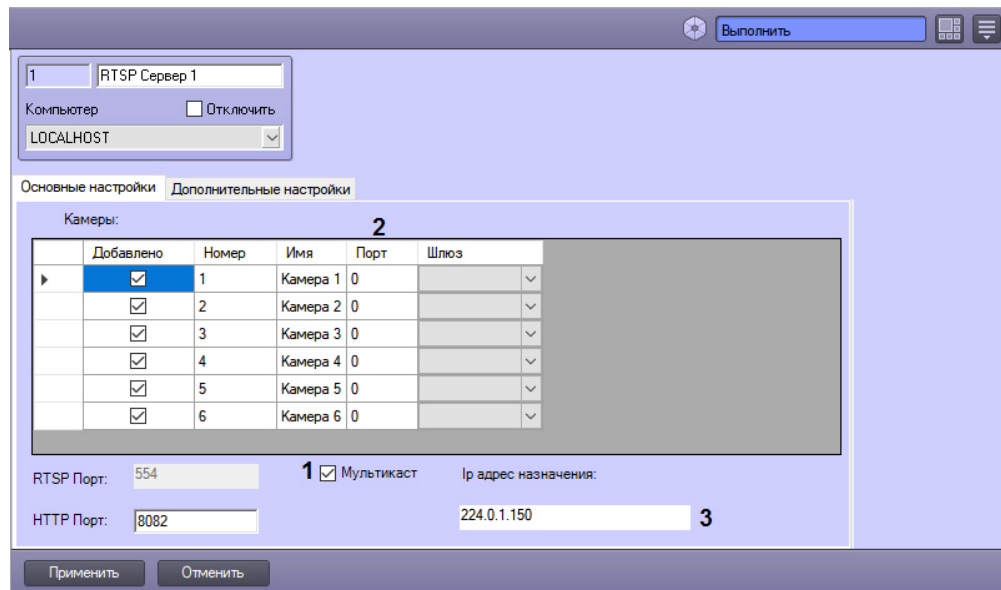 Выполнить
1 RTSP Сервер 1
Компьютер Отключить
LOCALHOST
Основные настройки Дополнительные настройки
Камеры:
2
Добавлено Номер Имя Порт Шлюз
1 Камера 1 0
2 Камера 2 0
3 Камера 3 0
4 Камера 4 0
5 Камера 5 0
6 Камера 6 0
RTSP Порт: 554 1 Мультикаст Ip адрес назначения:
HTTP Порт: 8082 224.0.1.150 3
Применить Отменить